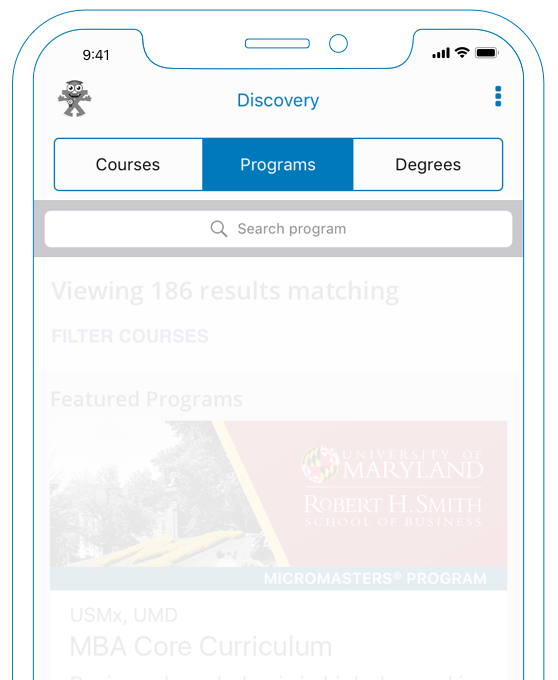 9:41
Discovery
Courses Programs Degrees
Search program
Viewing 186 results matching
FILTER COURSES
Featured Programs
UNIVERSITY OF
MARYLAND
ROBERT H. SMITH
SCHOOL OF BUSINESS
MICROMASTERS® PROGRAM
USMx, UMD
MBA Core Curriculum